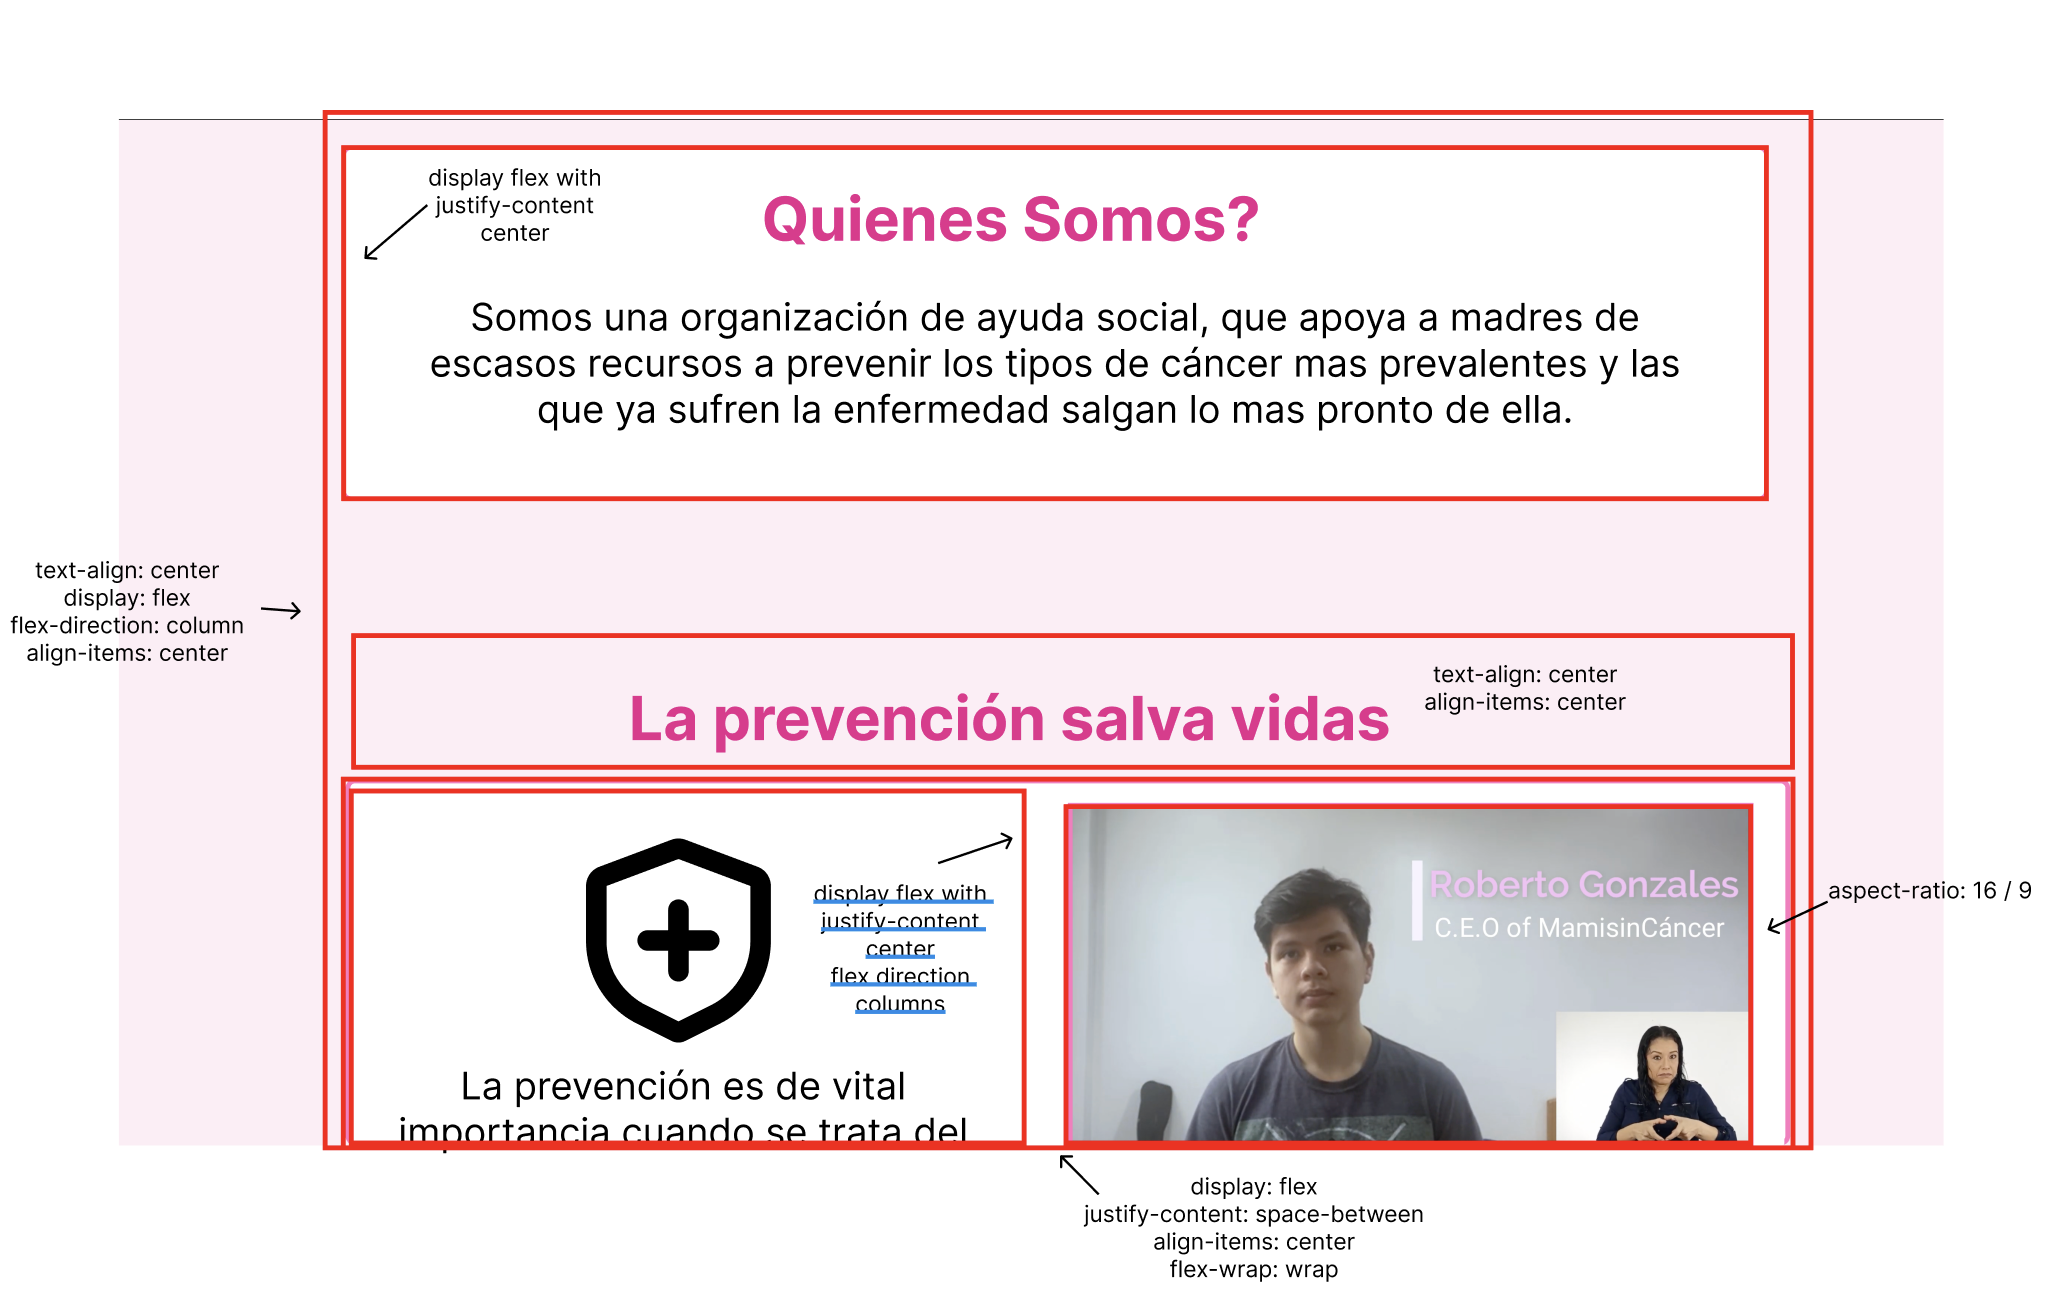 display flex with
justify-content
center
Quienes Somos?
Somos una organización de ayuda social, que apoya a madres de
escasos recursos a prevenir los tipos de cáncer mas prevalentes y las
que ya sufren la enfermedad salgan lo mas pronto de ella.
text-align: center
display: flex
flex-direction: column
align-items: center
La prevención salva vidas
text-align: center
align-items: center
display flex with
justify-content
center
flex direction
columns
La prevención es de vital
importancia cuando se trata del
Roberto Gonzales
C.E.O of MamisinCáncer
aspect-ratio: 16 / 9
display: flex
justify-content: space-between
align-items: center
flex-wrap: wrap